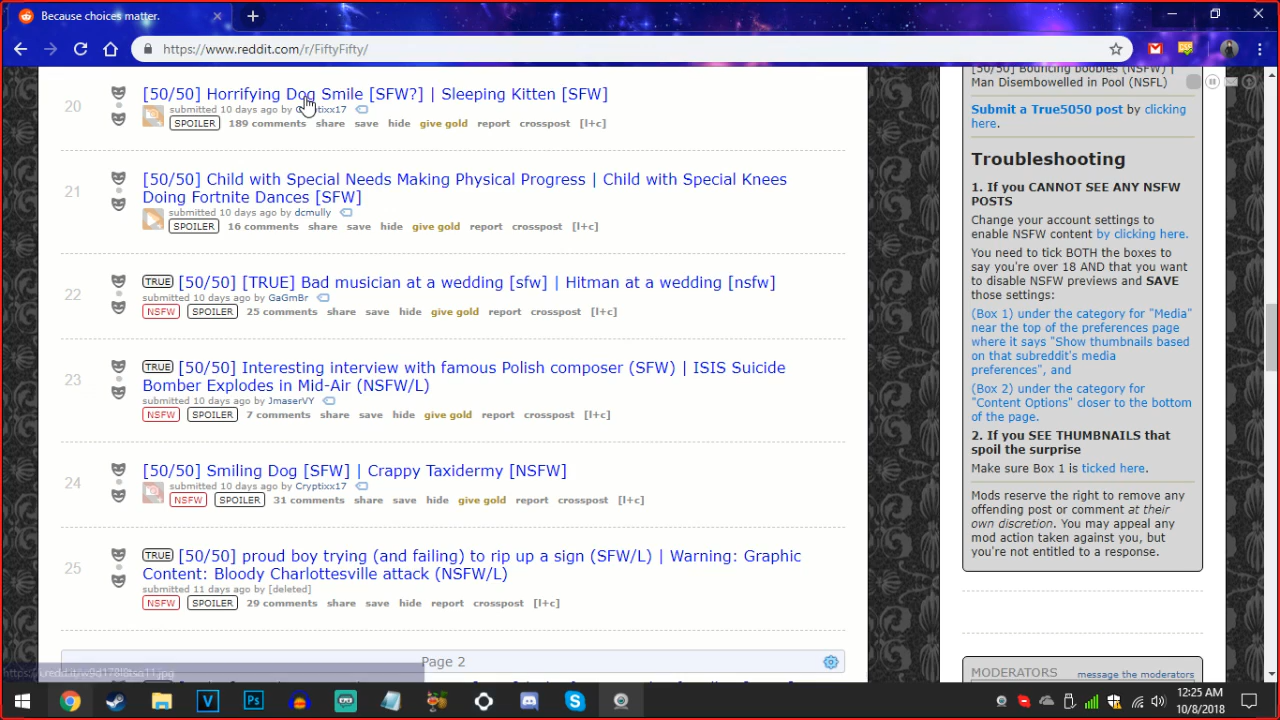 Because choices matter.
https://www.reddit.com/r/FiftyFifty/
20
[50/50] Horrifying Dog Smile [SFW?] | Sleeping Kitten [SFW]
submitted 10 days ago by
SPOILER 189 comments share save hide give gold report crosspost [l+c]
21
[50/50] Child with Special Needs Making Physical Progress | Child with Special Knees
Doing Fortnite Dances [SFW]
submitted 10 days ago by dcmully
SPOILER 16 comments share save hide give gold report crosspost [l+c]
22
TRUE [50/50] [TRUE] Bad musician at a wedding [sfw] | Hitman at a wedding [nsfw]
submitted 10 days ago by GaGmBr
NSFW SPOILER 25 comments share save hide give gold report crosspost [l+c]
23
TRUE [50/50] Interesting interview with famous Polish composer (SFW) | ISIS Suicide
Bomber Explodes in Mid-Air (NSFW/L)
submitted 10 days ago by JmaserVY
NSFW SPOILER 7 comments share save hide give gold report crosspost [l+c]
24
[50/50] Smiling Dog [SFW] | Crappy Taxidermy [NSFW]
submitted 10 days ago by Cryptixx17
NSFW SPOILER 31 comments share save hide give gold report crosspost [l+c]
25
TRUE [50/50] proud boy trying (and failing) to rip up a sign (SFW/L) | Warning: Graphic
Content: Bloody Charlottesville attack (NSFW/L)
submitted 11 days ago by [deleted]
NSFW SPOILER 29 comments share save hide report crosspost [l+c]
Page 2
[50/50] Bouncing boobies (NSFW) |
Man Disembowelled in Pool (NSFL)
Submit a True5050 post by clicking
here.
Troubleshooting
1. If you CANNOT SEE ANY NSFW
POSTS
Change your account settings to
enable NSFW content by clicking here.
You need to tick BOTH the boxes to
say you're over 18 AND that you want
to disable NSFW previews and SAVE
those settings:
(Box 1) under the category for "Media"
near the top of the preferences page
where it says "Show thumbnails based
on that subreddit's media
preferences", and
(Box 2) under the category for
"Content Options" closer to the bottom
of the page.
2. If you SEE THUMBNAILS that
spoil the surprise
Make sure Box 1 is ticked here.
Mods reserve the right to remove any
offending post or comment at their
own discretion. You may appeal any
mod action taken against you, but
you're not entitled to a response.
MODERATORS message the moderators
12:25 AM
10/8/2018